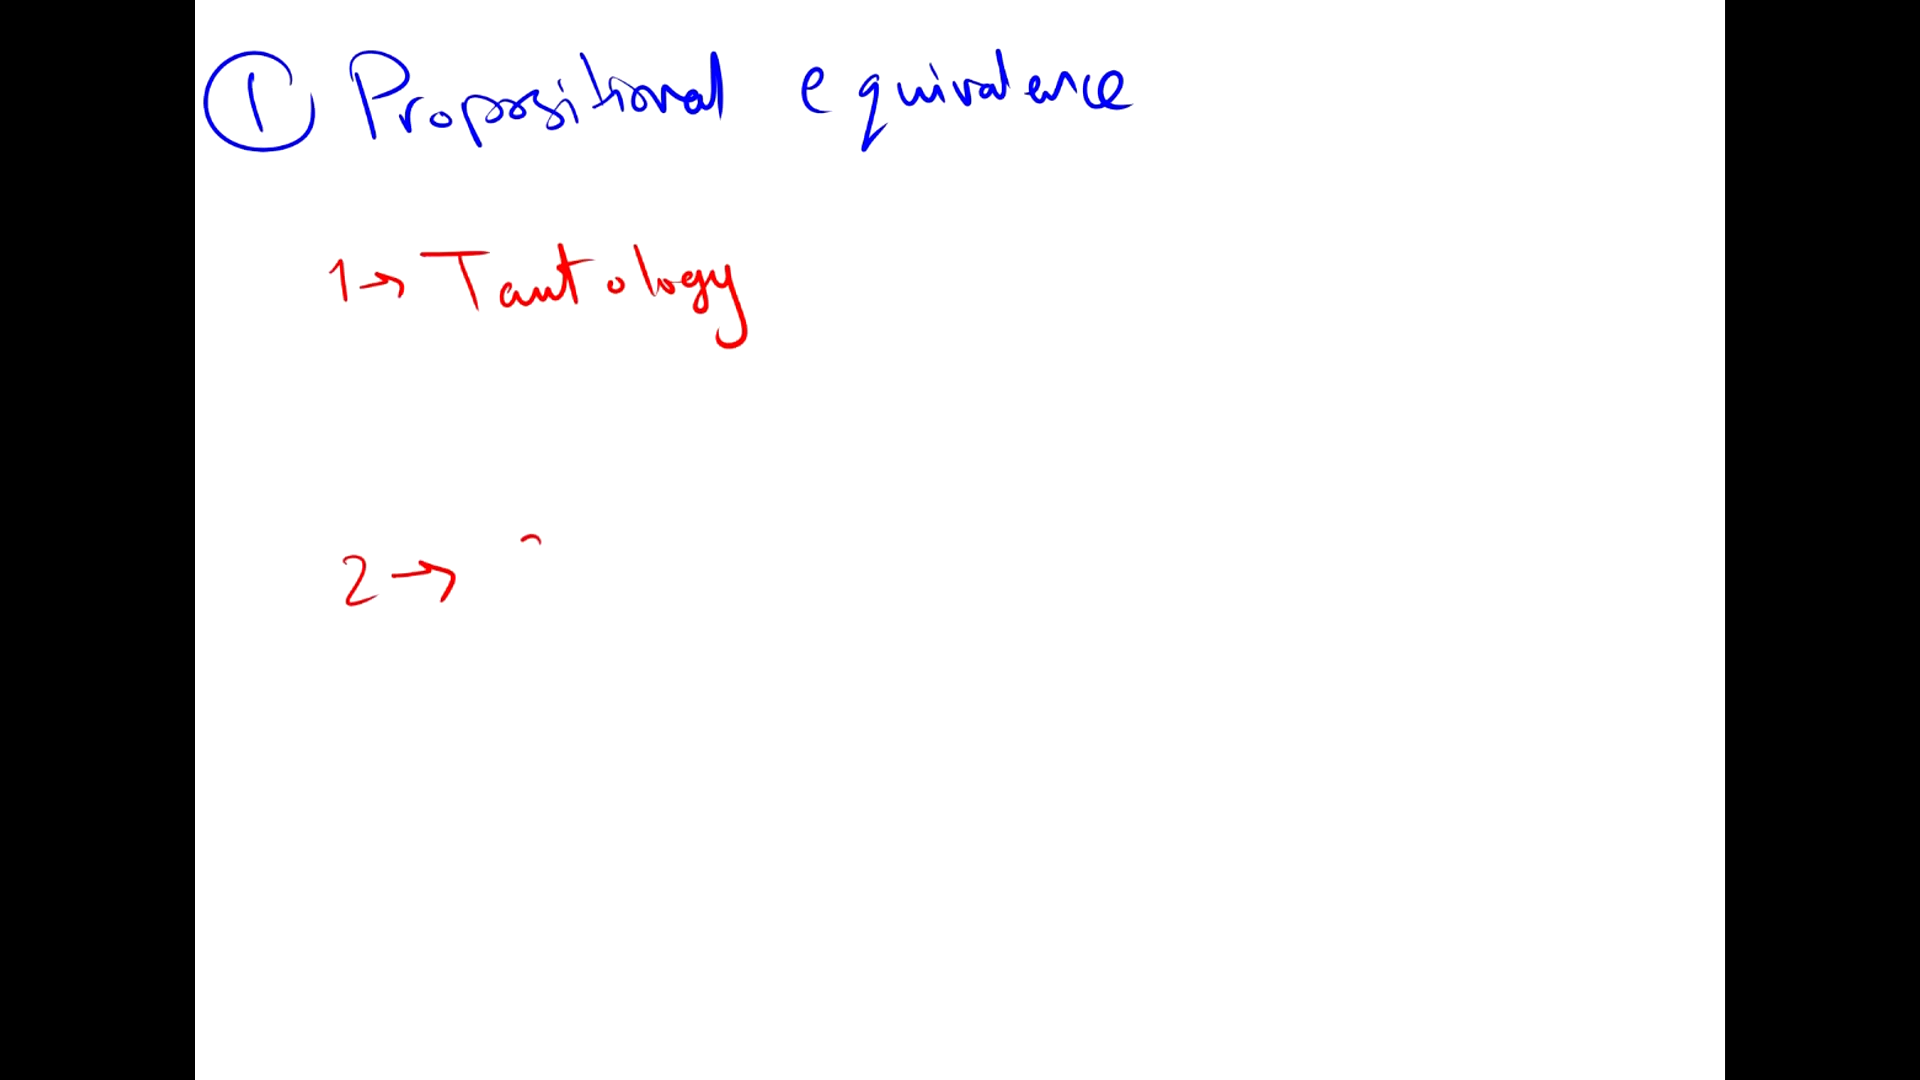 ① Propositional equivalence
1→ Tautology
2→